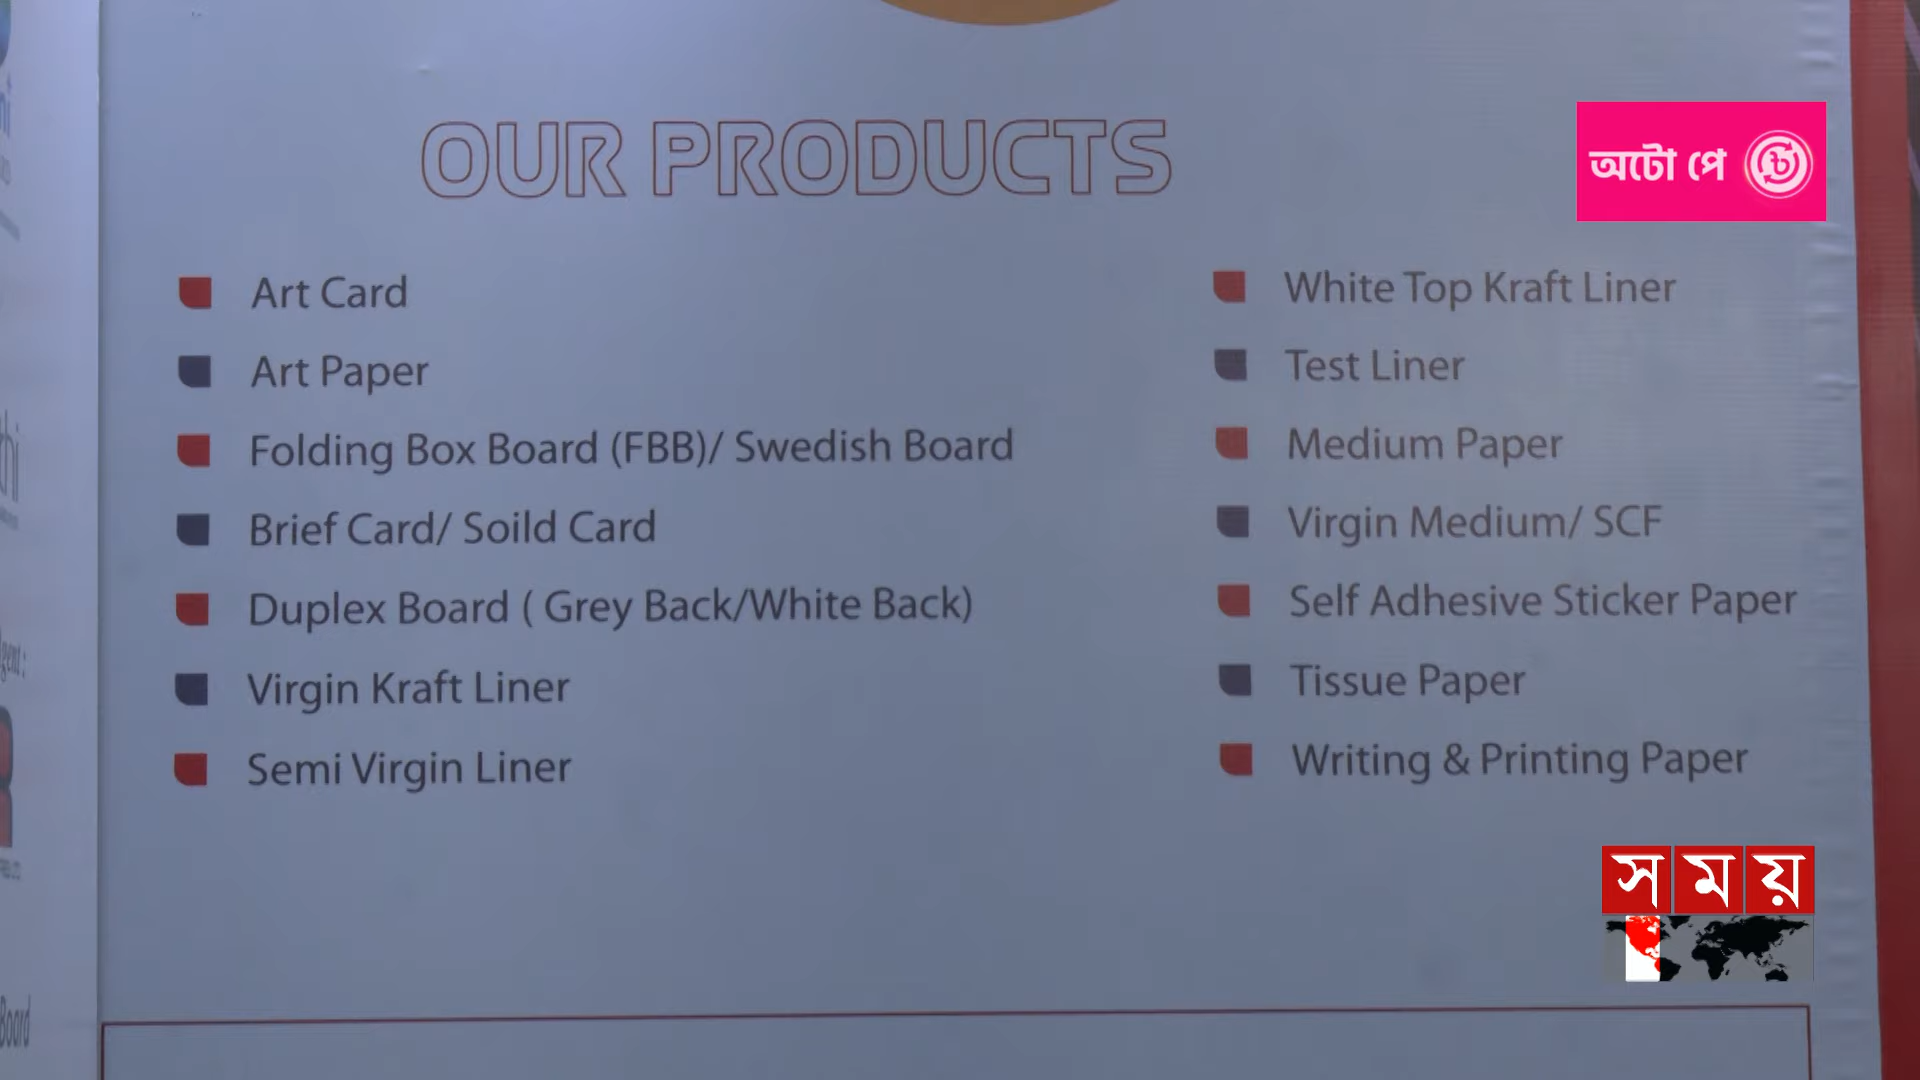 OUR PRODUCTS
অটো পে
Art Card
Art Paper
Folding Box Board (FBB)/ Swedish Board
Brief Card/ Soild Card
Duplex Board ( Grey Back/White Back)
Virgin Kraft Liner
Semi Virgin Liner
White Top Kraft Liner
Test Liner
Medium Paper
Virgin Medium/ SCF
Self Adhesive Sticker Paper
Tissue Paper
Writing & Printing Paper
সময়
Board